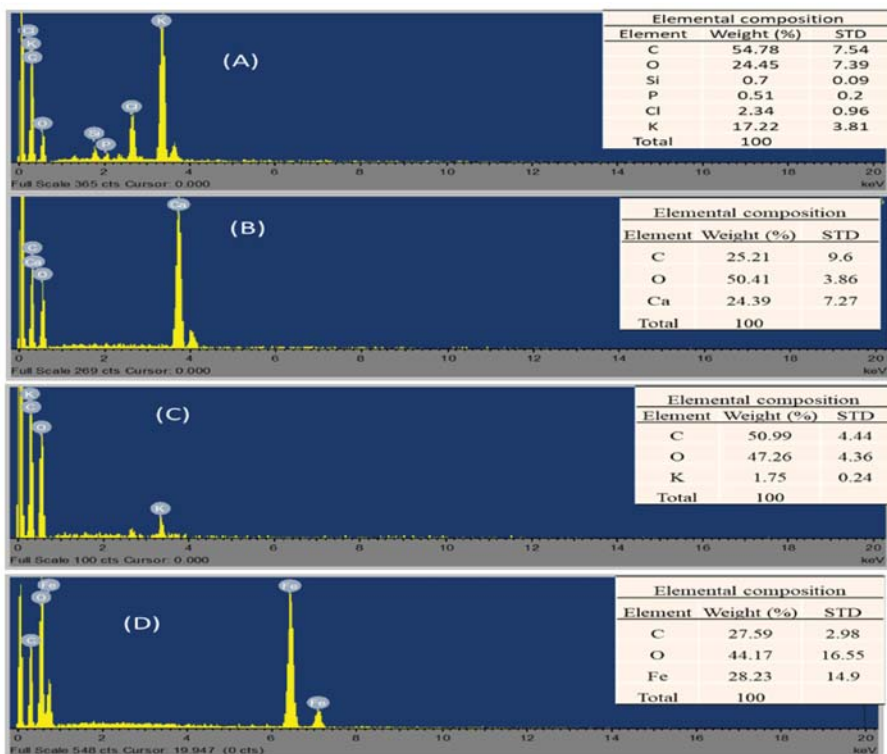 Elemental composition
Element Weight (%) STD
C 54.78 7.54
O 24.45 7.39
Si 0.7 0.09
P 0.51 0.2
Cl 2.34 0.96
K 17.22 3.81
Total 100
(A)
Cl
K
C
O
Si
P
Cl
K
0 2 4 6 8 10 12 14 16 18 20
Full Scale 365 cts Cursor: 0.000 keV
Elemental composition
Element Weight (%) STD
C 25.21 9.6
O 50.41 3.86
Ca 24.39 7.27
Total 100
(B)
C
Ca
O
Ca
0 2 4 6 8 10 12 14 16 18 20
Full Scale 269 cts Cursor: 0.000 keV
Elemental composition
Element Weight (%) STD
C 50.99 4.44
O 47.26 4.36
K 1.75 0.24
Total 100
(C)
K
C
O
K
0 2 4 6 8 10 12 14 16 18 20
Full Scale 100 cts Cursor: 0.000 keV
Elemental composition
Element Weight (%) STD
C 27.59 2.98
O 44.17 16.55
Fe 28.23 14.9
Total 100
(D)
Fe
O
C
Fe
Fe
0 2 4 6 8 10 12 14 16 18 20
Full Scale 548 cts Cursor: 19.947 (0 cts) keV